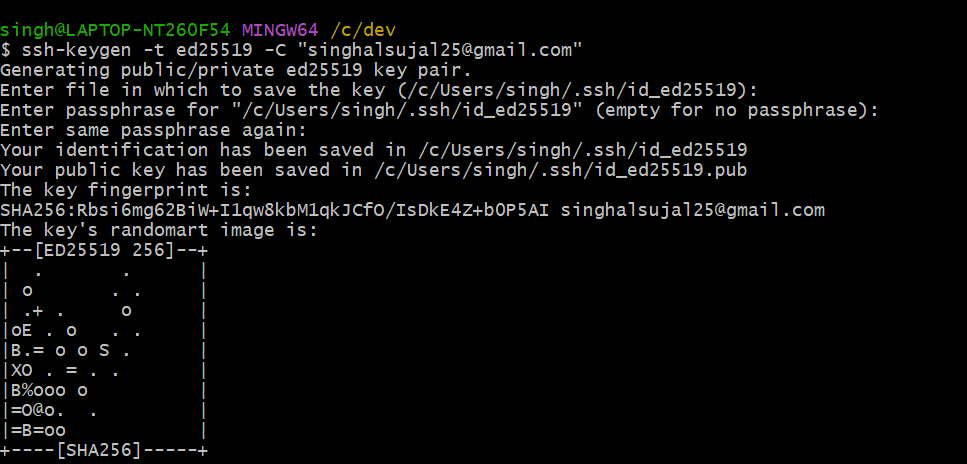 singh@LAPTOP-NT260F54 MINGW64 /c/dev
$ ssh-keygen -t ed25519 -C "singhalsujal25@gmail.com"
Generating public/private ed25519 key pair.
Enter file in which to save the key (/c/Users/singh/.ssh/id_ed25519):
Enter passphrase for "/c/Users/singh/.ssh/id_ed25519" (empty for no passphrase):
Enter same passphrase again:
Your identification has been saved in /c/Users/singh/.ssh/id_ed25519
Your public key has been saved in /c/Users/singh/.ssh/id_ed25519.pub
The key fingerprint is:
SHA256:Rbsi6mg62BiW+I1qw8kbM1qkJCfO/IsDkE4Z+b0P5AI singhalsujal25@gmail.com
The key's randomart image is:
+--[ED25519 256]--+
|  .       .      |
| o       . .     |
| .+ .     o      |
|oE . o   . .     |
|B.= o o S .      |
|XO . = . .       |
|B%ooo o          |
|=O@o.  .         |
|=B=oo            |
+----[SHA256]-----+